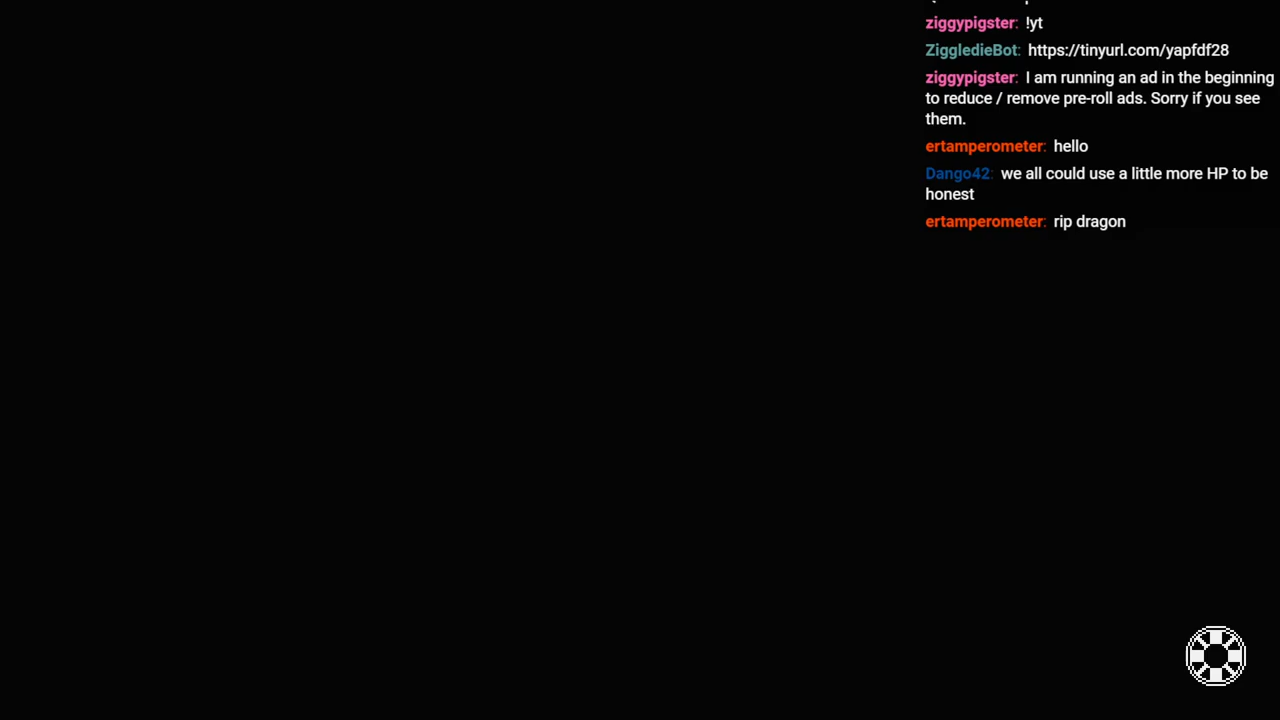 ziggypigster: !yt
ZiggledieBot: https://tinyurl.com/yapfdf28
ziggypigster: I am running an ad in the beginning
to reduce / remove pre-roll ads. Sorry if you see
them.
ertamperometer: hello
Dango42: we all could use a little more HP to be
honest
ertamperometer: rip dragon